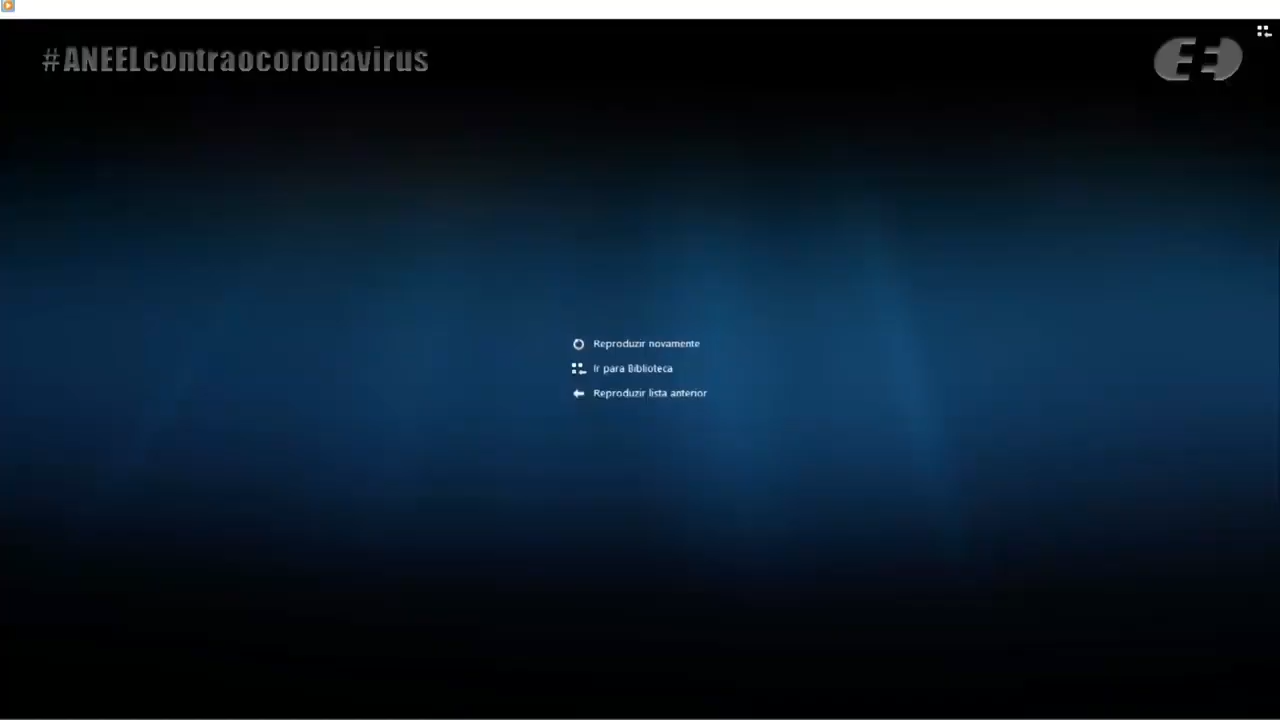 #ANEELcontraocoronavirus
Reproduzir novamente
Ir para Biblioteca
Reproduzir lista anterior